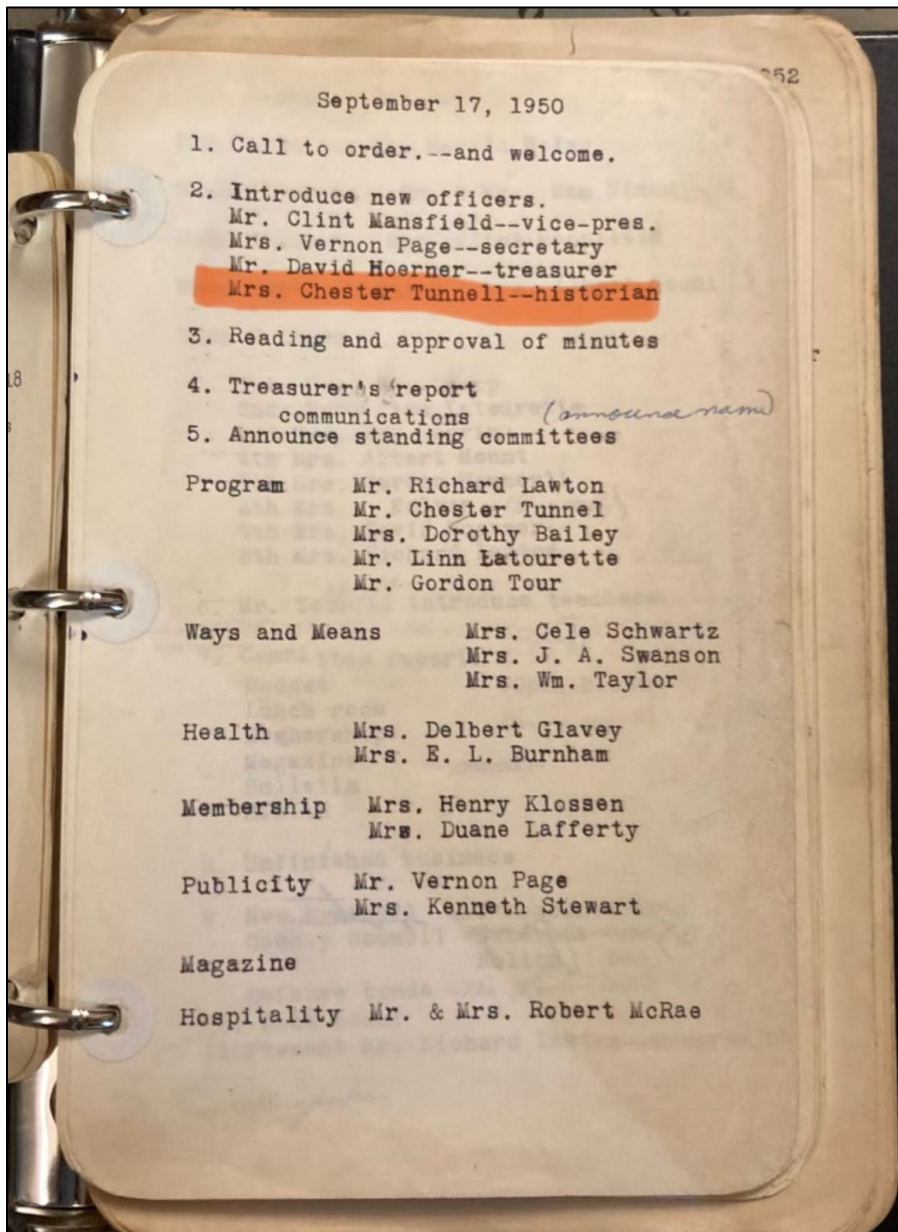 52
September 17, 1950
1. Call to order.--and welcome.
2. Introduce new officers.
Mr. Clint Mansfield--vice-pres.
Mrs. Vernon Page--secretary
Mr. David Hoerner--treasurer
Mrs. Chester Tunnell--historian
3. Reading and approval of minutes
18
4. Treasurer's report
communications (announce name)
5. Announce standing committees
Program Mr. Richard Lawton
Mr. Chester Tunnel
Mrs. Dorothy Bailey
Mr. Linn Latourette
Mr. Gordon Tour
Ways and Means Mrs. Cele Schwartz
Mrs. J. A. Swanson
Mrs. Wm. Taylor
Health Mrs. Delbert Glavey
Mrs. E. L. Burnham
Membership Mrs. Henry Klossen
Mrs. Duane Lafferty
Publicity Mr. Vernon Page
Mrs. Kenneth Stewart
Magazine
Hospitality Mr. & Mrs. Robert McRae